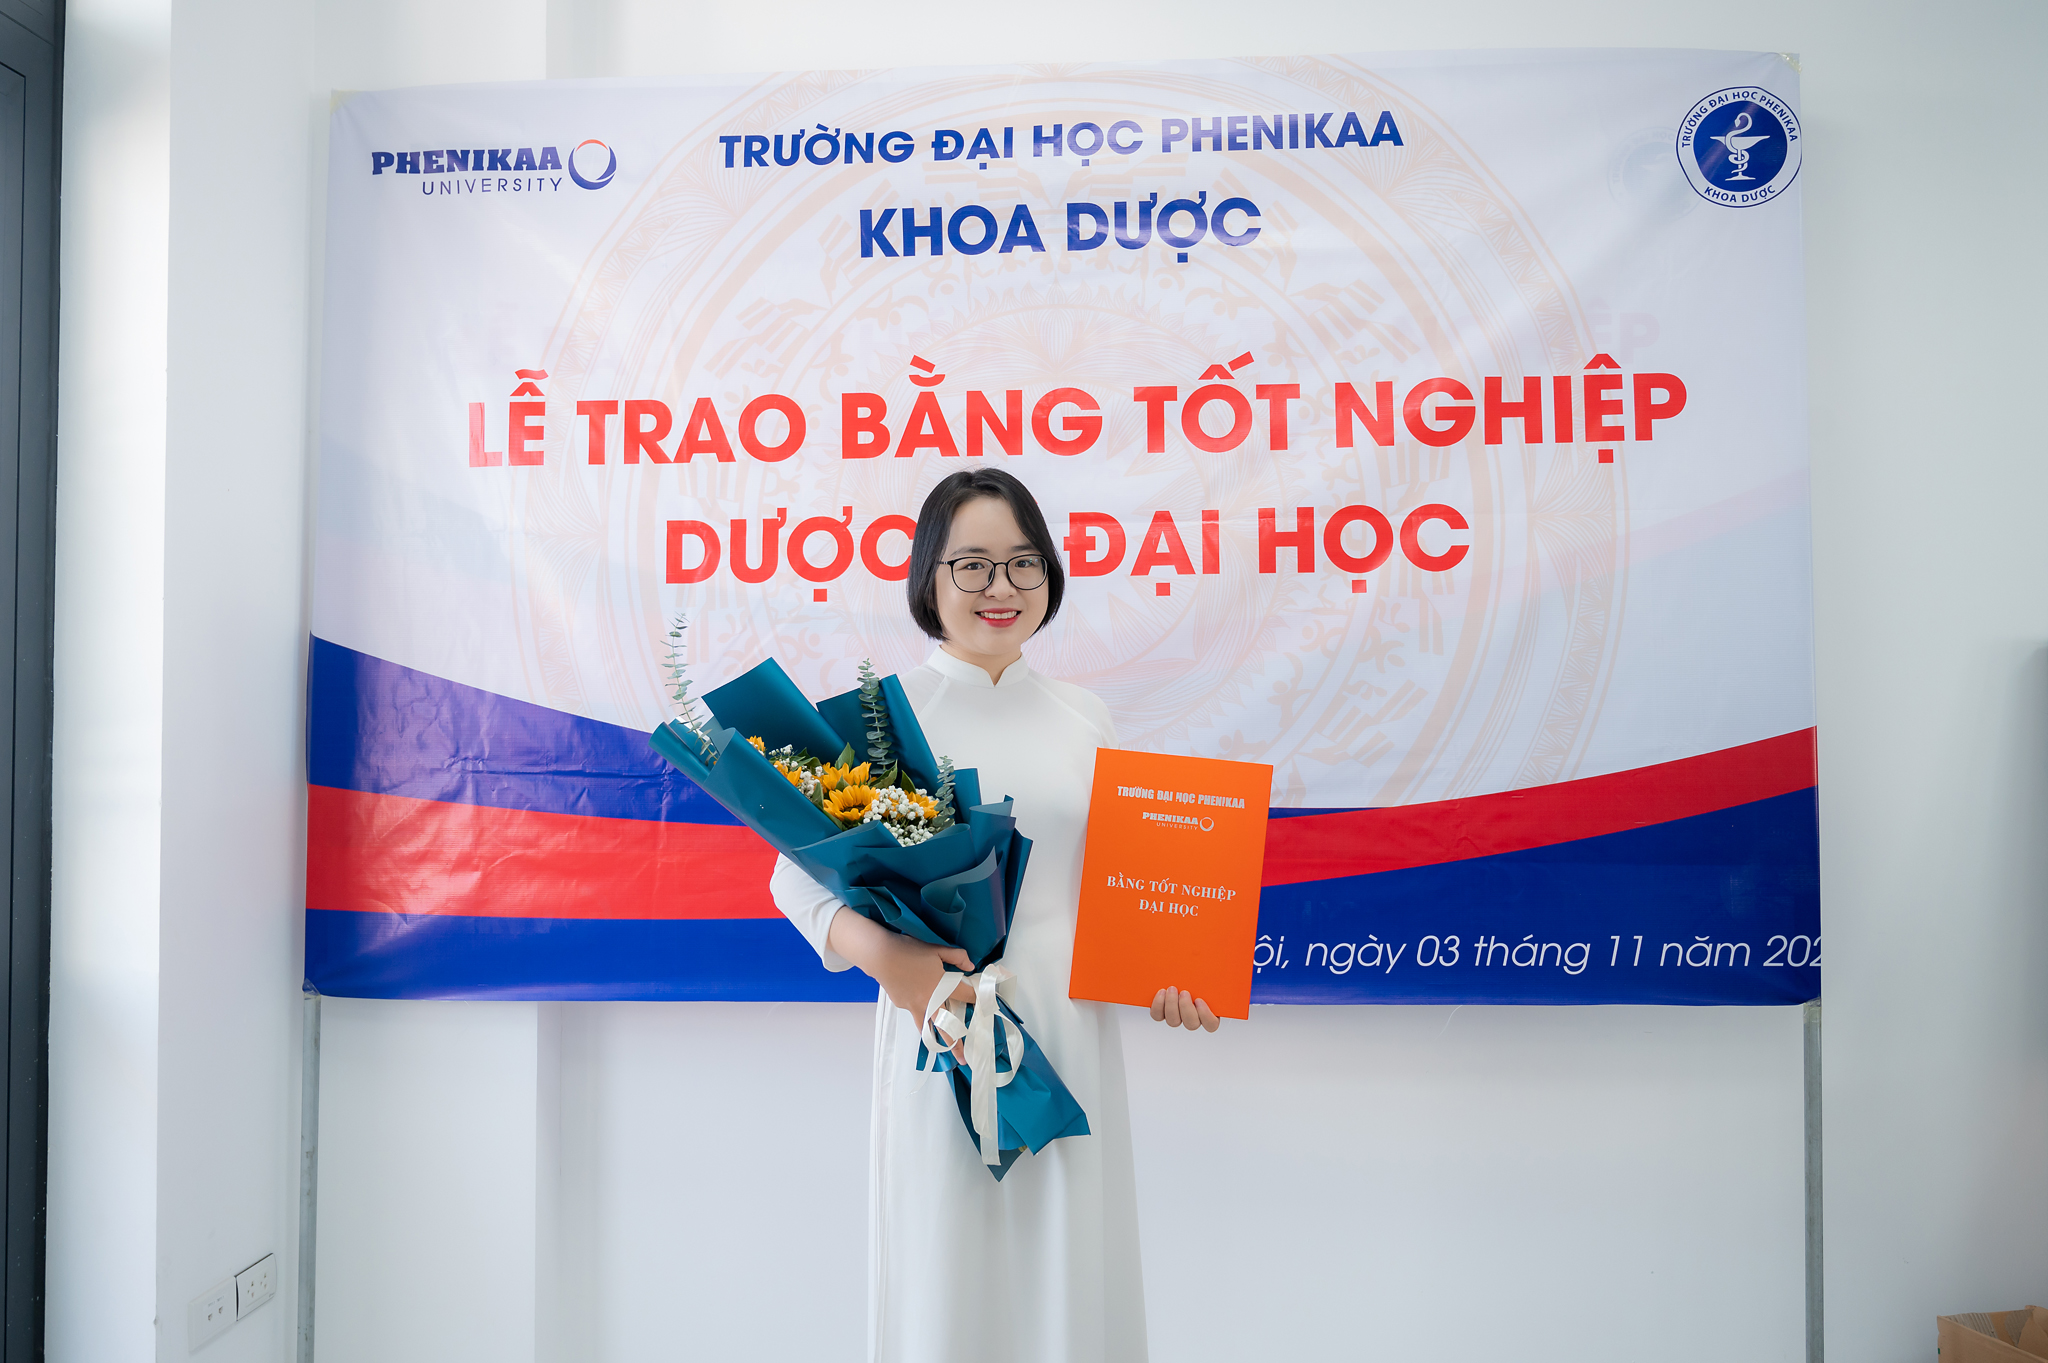 PHENIKAA
UNIVERSITY
TRƯỜNG ĐẠI HỌC PHENIKAA
KHOA DƯỢC
TRƯỜNG ĐẠI HỌC PHENIKAA
KHOA DƯỢC
LỄ TRAO BẰNG TỐT NGHIỆP
DƯỢC ĐẠI HỌC
TRƯỜNG ĐẠI HỌC PHENIKAA
PHENIKAA
UNIVERSITY
BẰNG TỐT NGHIỆP
ĐẠI HỌC
ngày 03 tháng 11 năm